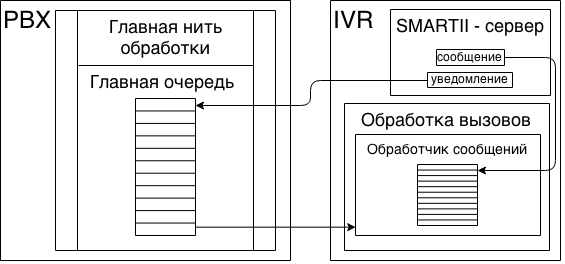 PBX
Главная нить
обработки
Главная очередь
IVR
SMARTII - сервер
сообщение
уведомление
Обработка вызовов
Обработчик сообщений